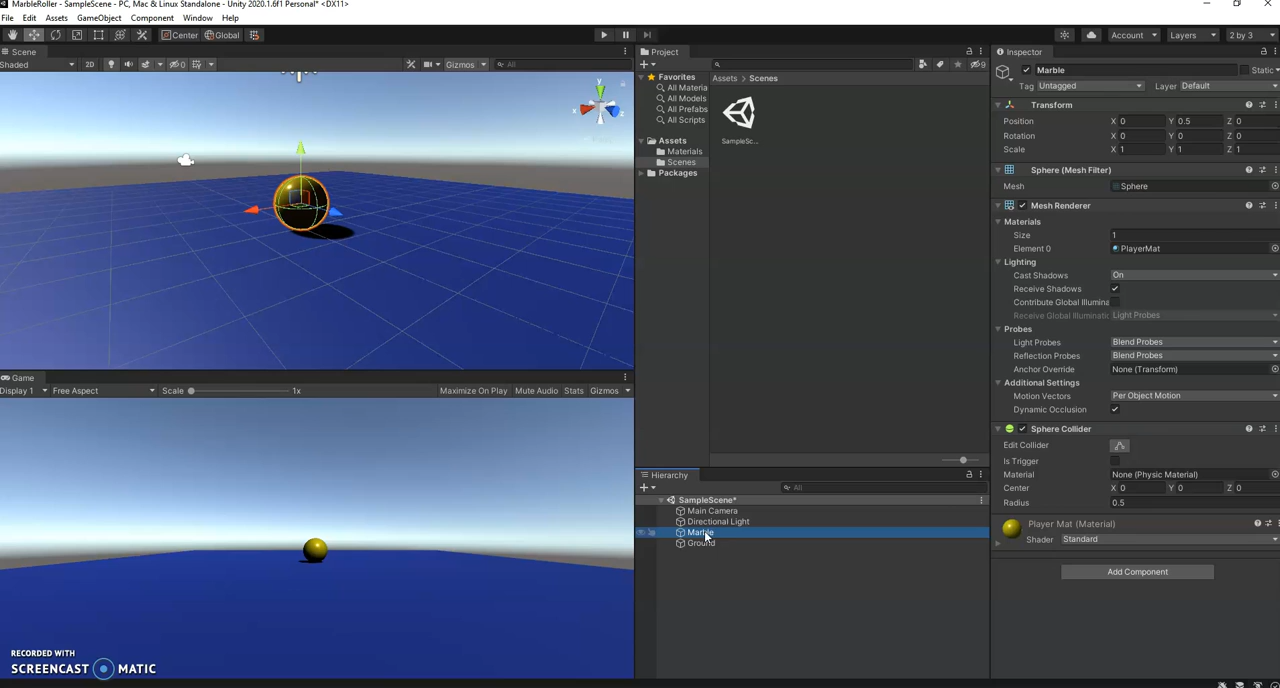 MarbleRoller - SampleScene - PC, Mac & Linux Standalone - Unity 2020.1.6f1 Personal* <DX11>
File Edit Assets GameObject Component Window Help
Center Global Account Layers 2 by 3
Scene
Shaded 2D 0 Gizmos All
y x z
Game
Display 1 Free Aspect Scale 1x Maximize On Play Mute Audio Stats Gizmos
RECORDED WITH
SCREENCAST MATIC
Project
9
Favorites
All Materia
All Models
All Prefabs
All Scripts
Assets
Materials
Scenes
Packages
Assets Scenes
SampleSc...
Hierarchy
All
SampleScene*
Main Camera
Directional Light
Marble
Ground
Inspector
Marble Static
Tag Untagged Layer Default
Transform
Position X 0 Y 0.5 Z 0
Rotation X 0 Y 0 Z 0
Scale X 1 Y 1 Z 1
Sphere (Mesh Filter)
Mesh Sphere
Mesh Renderer
Materials
Size 1
Element 0 PlayerMat
Lighting
Cast Shadows On
Receive Shadows
Contribute Global Illumina
Receive Global Illuminatic Light Probes
Probes
Light Probes Blend Probes
Reflection Probes Blend Probes
Anchor Override None (Transform)
Additional Settings
Motion Vectors Per Object Motion
Dynamic Occlusion
Sphere Collider
Edit Collider
Is Trigger
Material None (Physic Material)
Center X 0 Y 0 Z 0
Radius 0.5
Player Mat (Material)
Shader Standard
Add Component